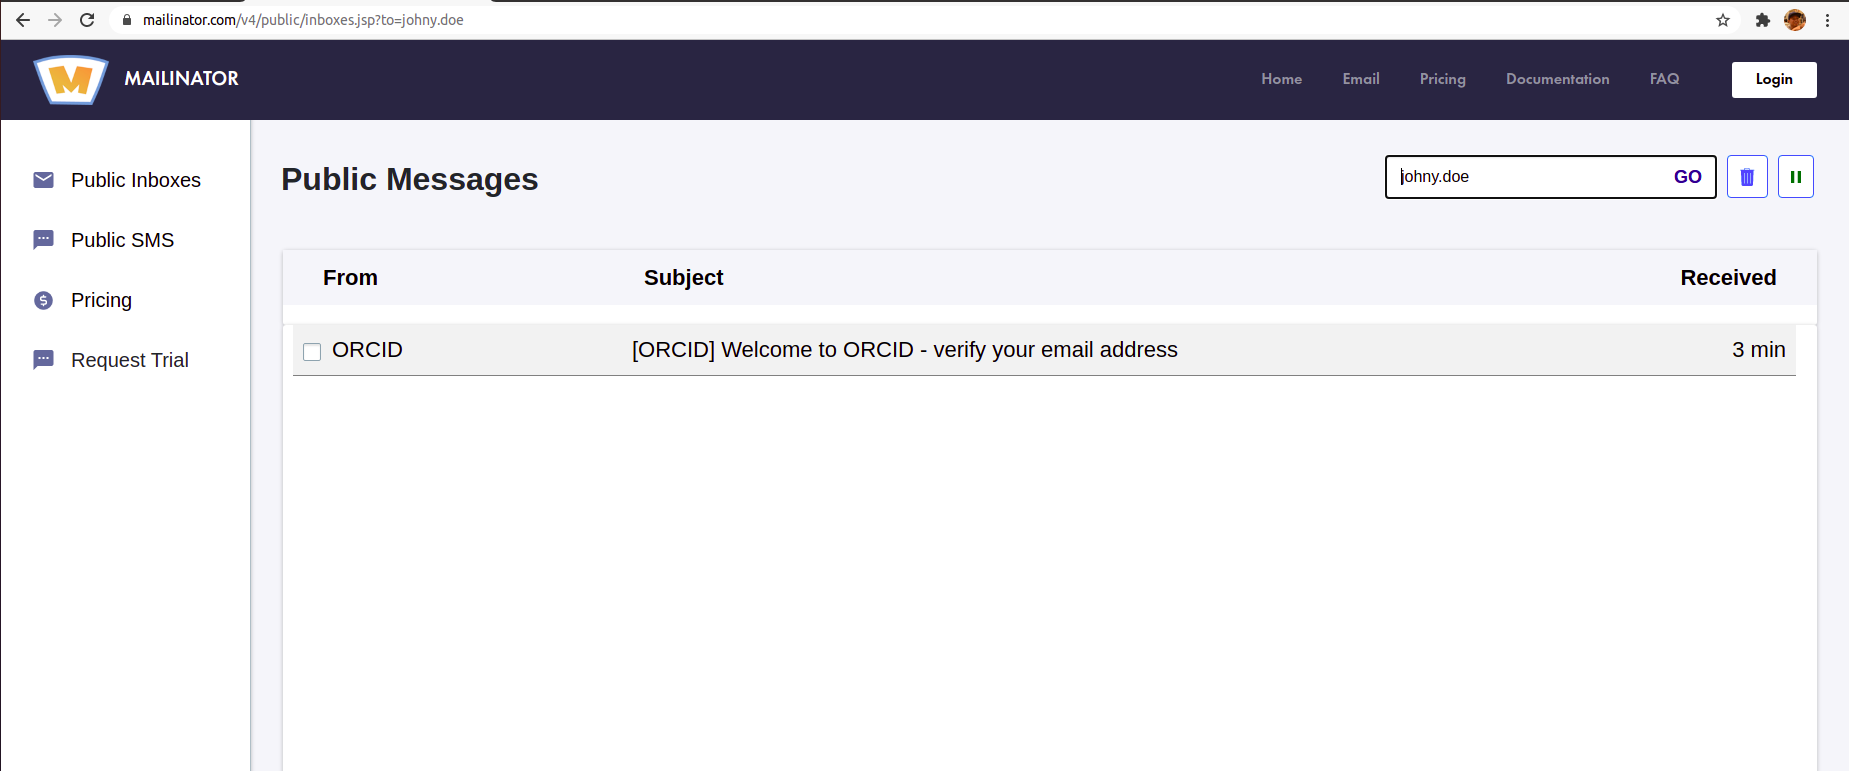 mailinator.com/v4/public/inboxes.jsp?to=johny.doe
M MAILINATOR
Home Email Pricing Documentation FAQ Login
Public Inboxes
Public SMS
Pricing
Request Trial
Public Messages
johny.doe GO
From Subject Received
ORCID [ORCID] Welcome to ORCID - verify your email address 3 min